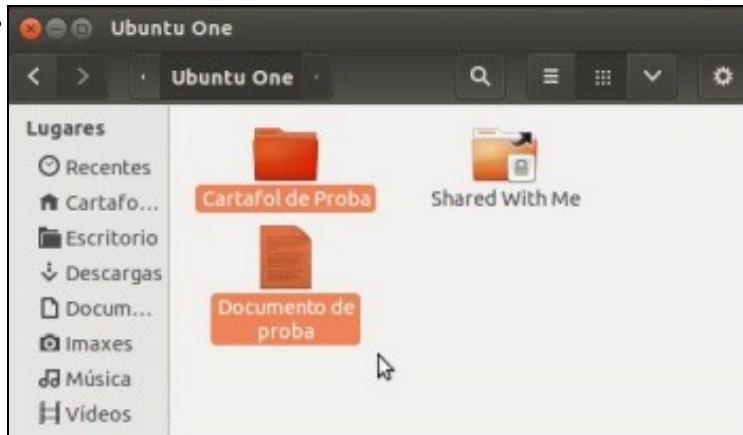 Ubuntu One
Ubuntu One
Lugares
Recentes
Cartafo...
Escritorio
Descargas
Docum...
Imaxes
Música
Vídeos
Cartafol de Proba
Shared With Me
Documento de
proba